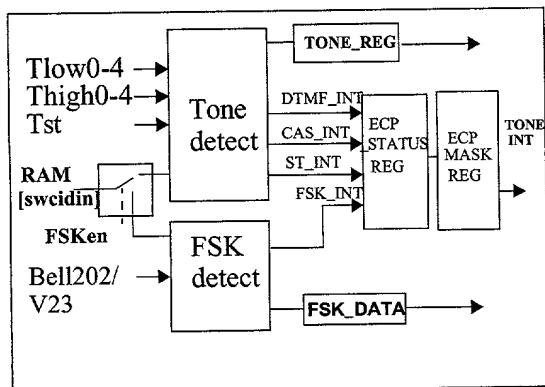 TONE_REG
Tlow0-4
Thigh0-4
Tst
Tone
detect
DTMF_INT
CAS_INT
ST_INT
FSK_INT
ECP
STATUS
REG
ECP
MASK
REG
TONE
INT
RAM
[swcidin]
FSKen
FSK
detect
Bell202/
V23
FSK_DATA